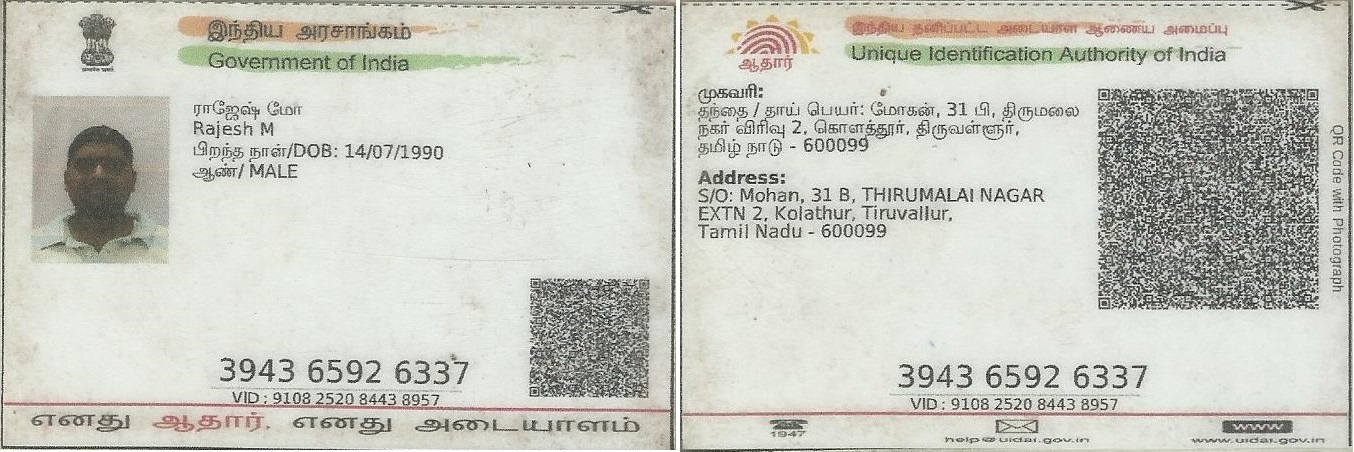 இந்திய அரசாங்கம்
Government of India
ராஜேஷ் மோ
Rajesh M
பிறந்த நாள்/DOB: 14/07/1990
ஆண்/ MALE
3943 6592 6337
VID : 9108 2520 8443 8957
எனது ஆதார், எனது அடையாளம்
ஆதார்
இந்திய தனிப்பட்ட அடையாள ஆணைய அமைப்பு
Unique Identification Authority of India
முகவரி:
தந்தை / தாய் பெயர்: மோகன், 31 பி, திருமலை
நகர் விரிவு 2, கொளத்தூர், திருவள்ளூர்,
தமிழ் நாடு - 600099
Address:
S/O: Mohan, 31 B, THIRUMALAI NAGAR
EXTN 2, Kolathur, Tiruvallur,
Tamil Nadu - 600099
QR Code with Photograph
3943 6592 6337
VID : 9108 2520 8443 8957
1947
help@uidai.gov.in
WWW
www.uidai.gov.in